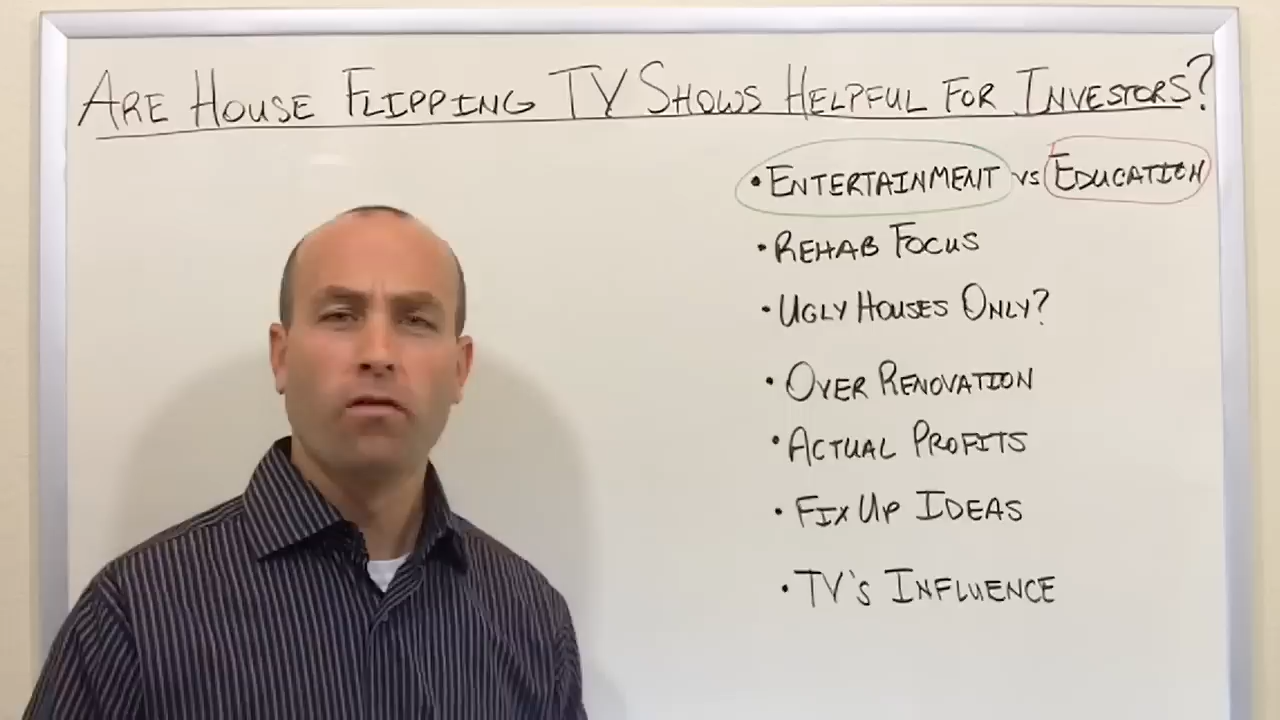 ARE HOUSE FLIPPING TV SHOWS HELPFUL FOR INVESTORS?
• ENTERTAINMENT VS EDUCATION
• REHAB FOCUS
• UGLY HOUSES ONLY?
• OVER RENOVATION
• ACTUAL PROFITS
• FIX UP IDEAS
• TV'S INFLUENCE